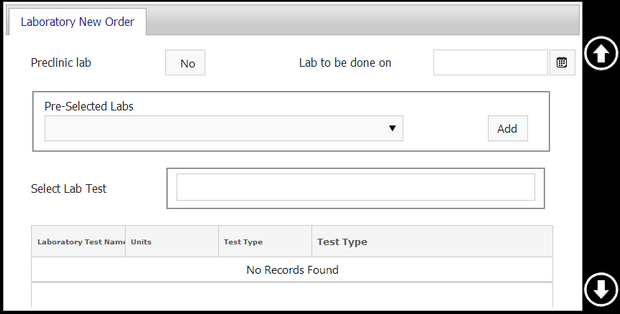 Laboratory New Order
Preclinic lab No Lab to be done on
Pre-Selected Labs
Add
Select Lab Test
Laboratory Test Name Units Test Type Test Type
No Records Found